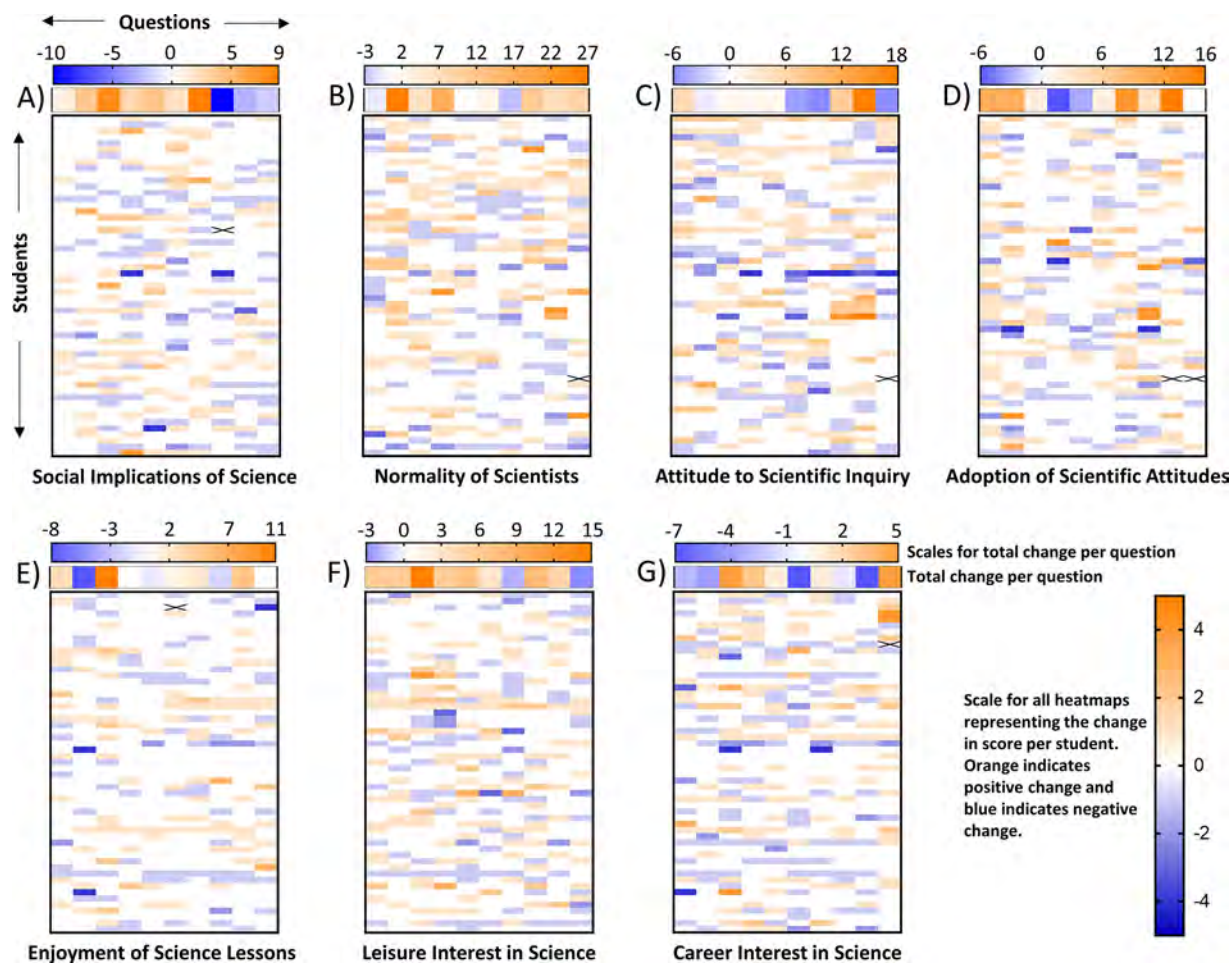 ← Questions →
-10 -5 0 5 9
-3 2 7 12 17 22 27
-6 0 6 12 18
-6 0 6 12 16
A)
B)
C)
D)
← Students →
Social Implications of Science
Normality of Scientists
Attitude to Scientific Inquiry
Adoption of Scientific Attitudes
-8 -3 2 7 11
-3 0 3 6 9 12 15
-7 -4 -1 2 5
Scales for total change per question
E)
F)
G)
Total change per question
4
2
0
-2
-4
Scale for all heatmaps
representing the change
in score per student.
Orange indicates
positive change and
blue indicates negative
change.
Enjoyment of Science Lessons
Leisure Interest in Science
Career Interest in Science